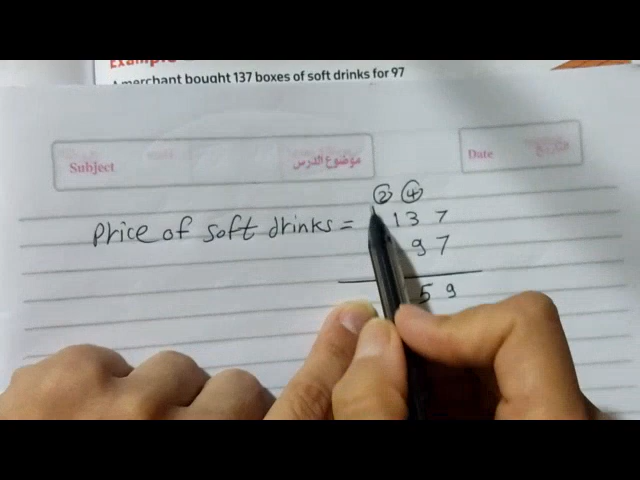 A merchant bought 137 boxes of soft drinks for 97
Subject
موضوع الدرس
Date
② ④
Price of soft drinks = 137
97
59